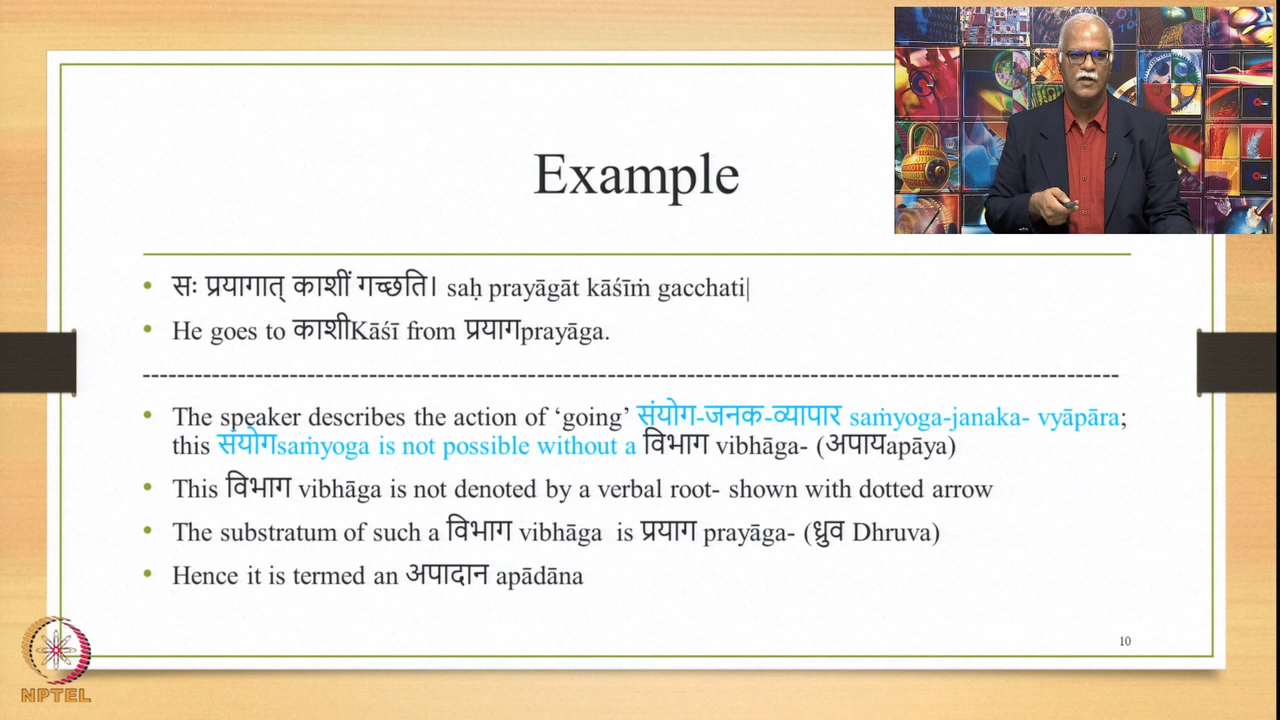 Example
• सः प्रयागात् काशीं गच्छति। saḥ prayāgāt kāśīṁ gacchati|
• He goes to काशीKāśī from प्रयागprayāga.
• The speaker describes the action of ‘going’ संयोग-जनक-व्यापार saṁyoga-janaka- vyāpāra;
this संयोगsaṁyoga is not possible without a विभाग vibhāga- (अपायapāya)
• This विभाग vibhāga is not denoted by a verbal root- shown with dotted arrow
• The substratum of such a विभाग vibhāga is प्रयाग prayāga- (ध्रुव Dhruva)
• Hence it is termed an अपादान apādāna
10
NPTEL